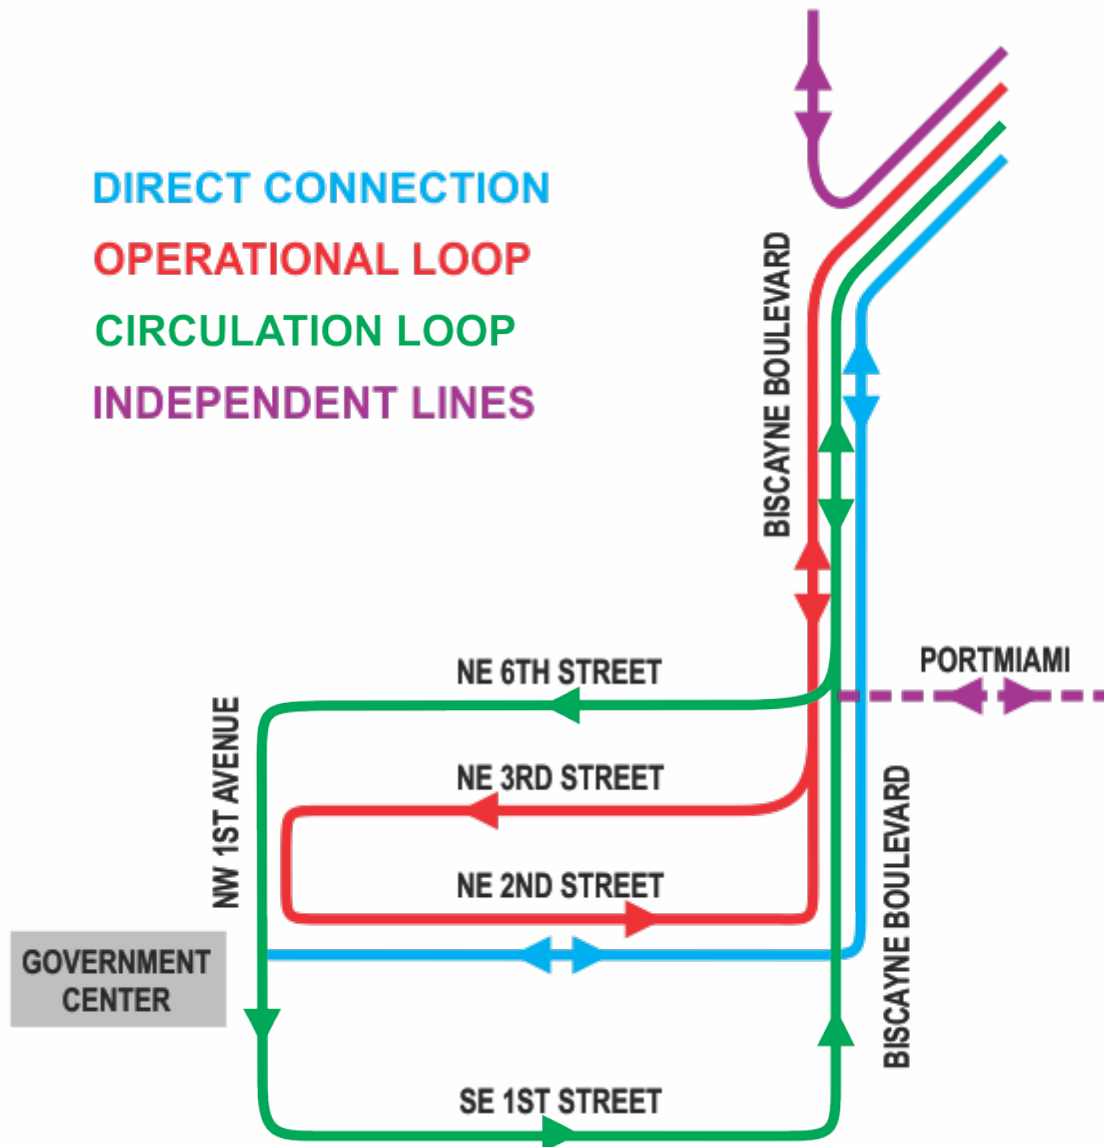 DIRECT CONNECTION
OPERATIONAL LOOP
CIRCULATION LOOP
INDEPENDENT LINES
BISCAYNE BOULEVARD
NE 6TH STREET
PORTMIAMI
NW 1ST AVENUE
NE 3RD STREET
NE 2ND STREET
BISCAYNE BOULEVARD
GOVERNMENT
CENTER
SE 1ST STREET